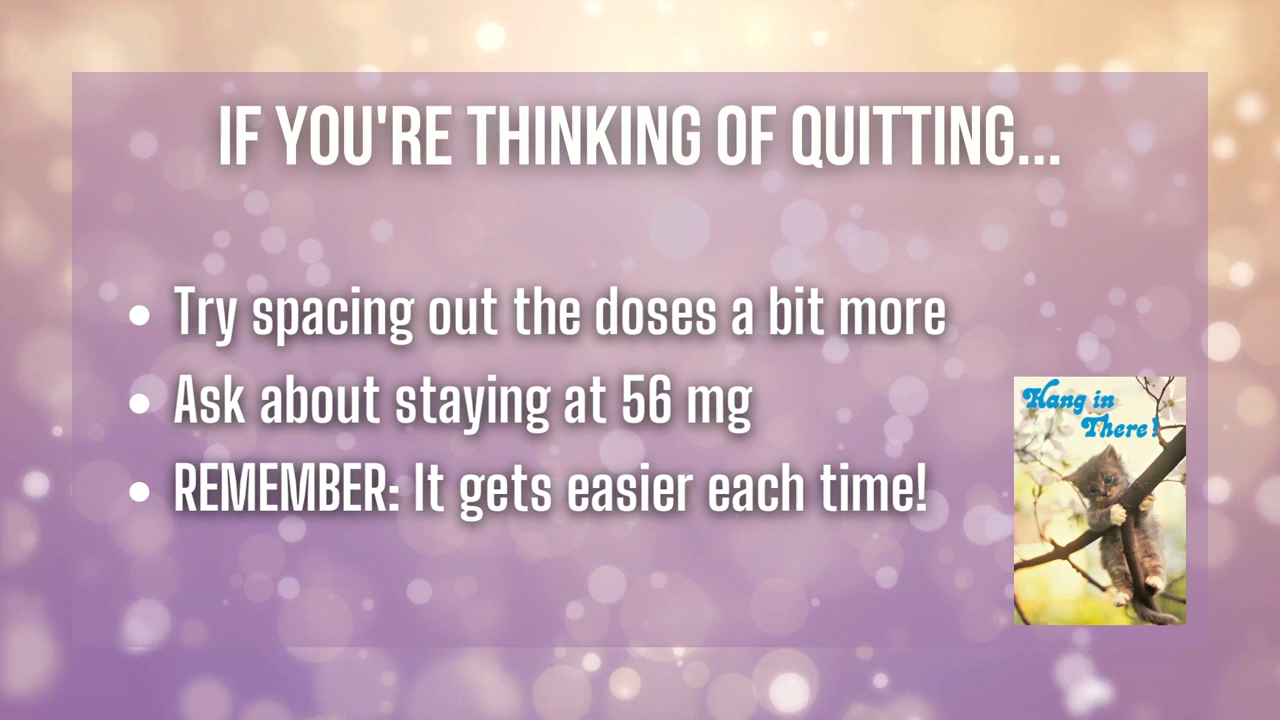 IF YOU'RE THINKING OF QUITTING...
• Try spacing out the doses a bit more
• Ask about staying at 56 mg
• REMEMBER: It gets easier each time!
Hang in
There!